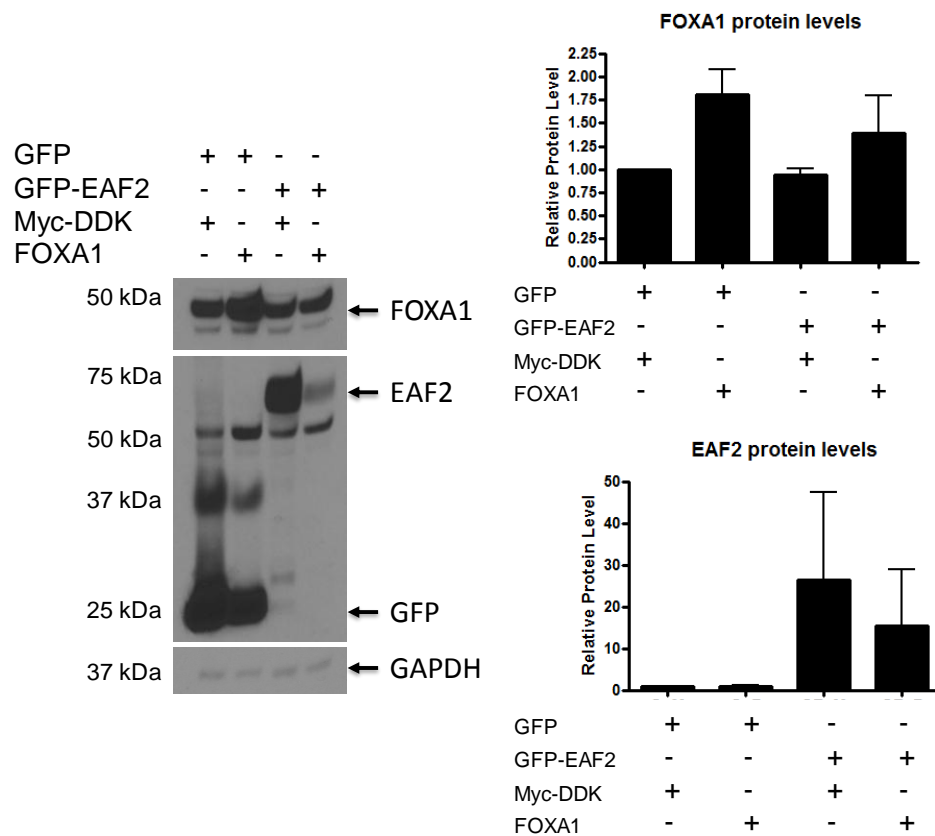 GFP + + - -
GFP-EAF2 - - + +
Myc-DDK + - + -
FOXA1 - + - +
50 kDa FOXA1
75 kDa EAF2
50 kDa
37 kDa
25 kDa GFP
37 kDa GAPDH
FOXA1 protein levels
Relative Protein Level
2.25
2.00
1.75
1.50
1.25
1.00
0.75
0.50
0.25
0.00
GFP + + - -
GFP-EAF2 - - + +
Myc-DDK + - + -
FOXA1 - + - +
EAF2 protein levels
Relative Protein Level
50
40
30
20
10
0
GFP + + - -
GFP-EAF2 - - + +
Myc-DDK + - + -
FOXA1 - + - +